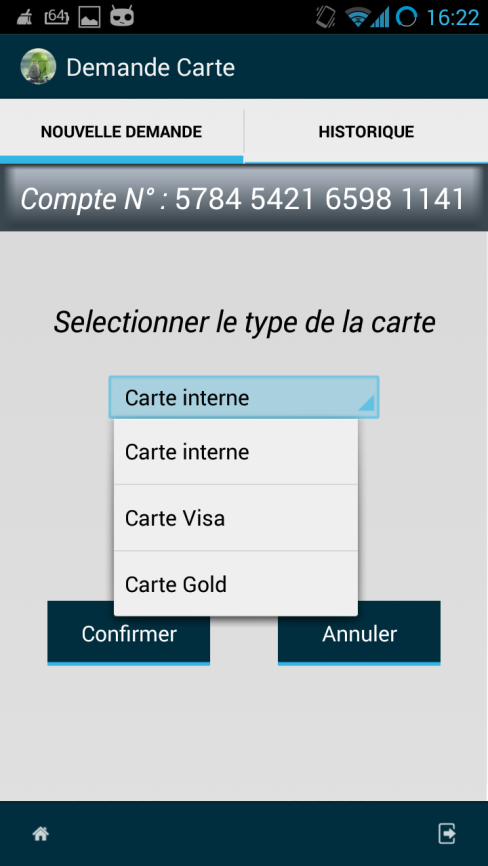 64
16:22
Demande Carte
NOUVELLE DEMANDE
HISTORIQUE
Compte N° : 5784 5421 6598 1141
Selectionner le type de la carte
Carte interne
Carte interne
Carte Visa
Carte Gold
Confirmer
Annuler